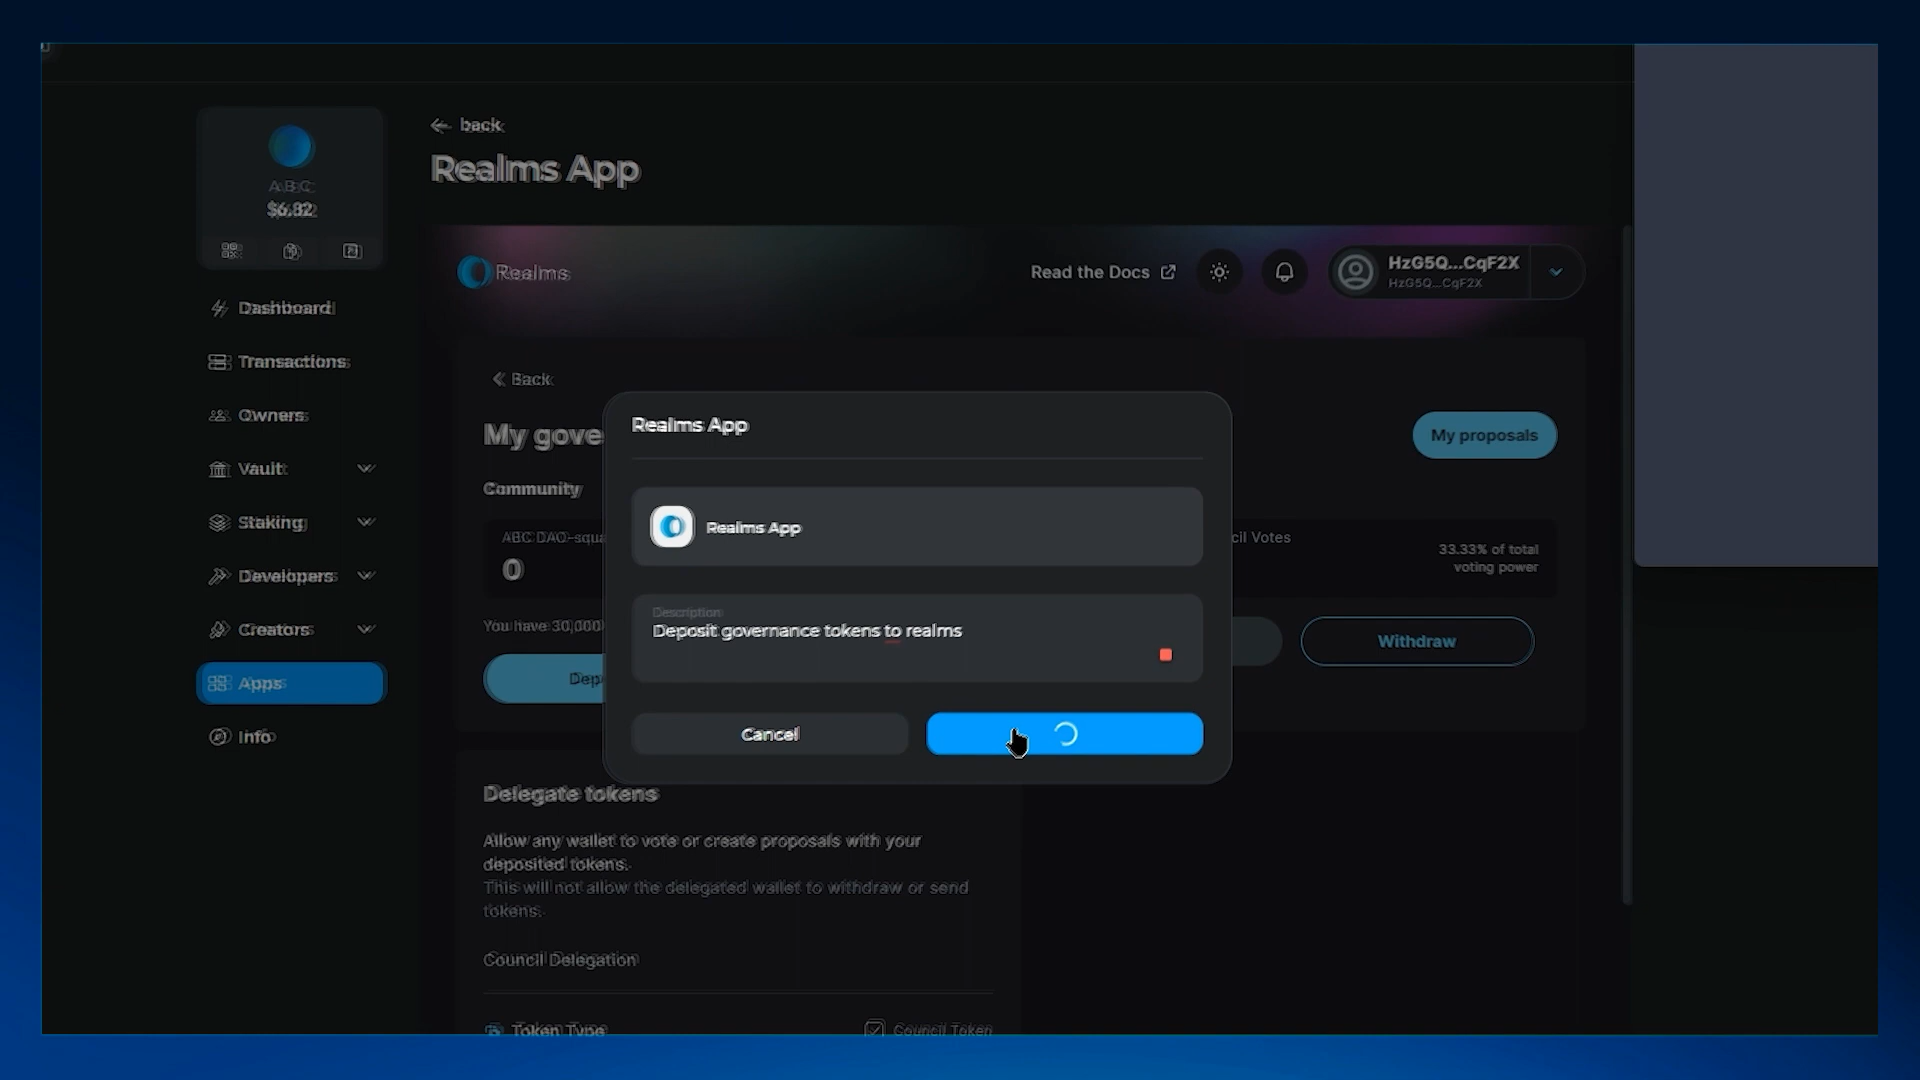 A B C
$6.82
Dashboard
Transactions
Owners
Vault
Staking
Developers
Creators
Apps
Info
back
Realms App
Realms
Read the Docs
HzG5Q...CqF2X
HzG5Q...CqF2X
Back
My gove
My proposals
Community
ABC DAO-squa
0
cil Votes
33.33% of total
voting power
You have 30,000
Dep
Withdraw
Realms App
Realms App
Description
Deposit governance tokens to realms
Cancel
Delegate tokens
Allow any wallet to vote or create proposals with your
deposited tokens.
This will not allow the delegated wallet to withdraw or send
tokens.
Council Delegation
Token Type
Council Token